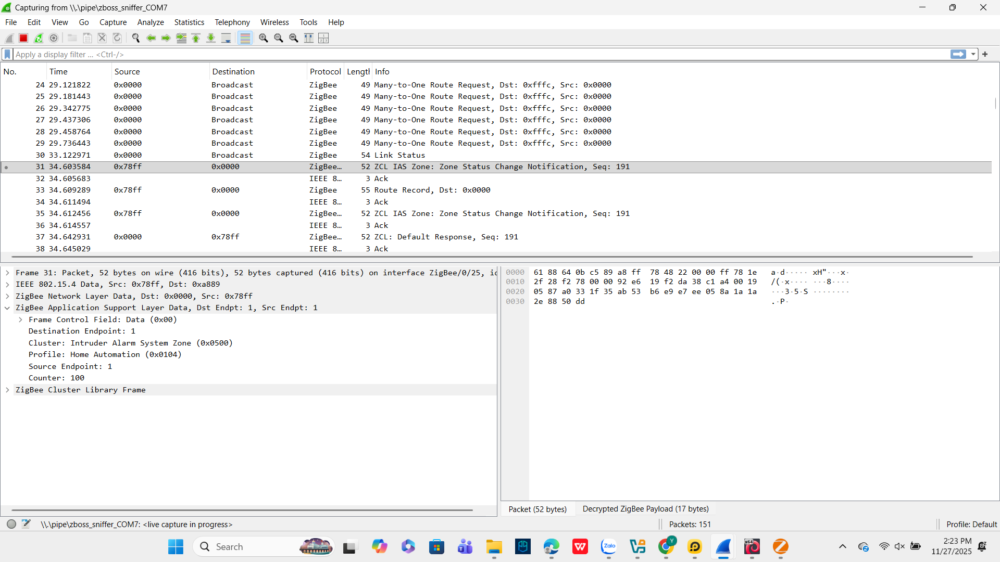 Capturing from \\.\pipe\zboss_sniffer_COM7
File Edit View Go Capture Analyze Statistics Telephony Wireless Tools Help
Apply a display filter ... <Ctrl-/>
No. Time Source Destination Protocol Length Info
24 29.121822 0x0000 Broadcast ZigBee 49 Many-to-One Route Request, Dst: 0xfffc, Src: 0x0000
25 29.181443 0x0000 Broadcast ZigBee 49 Many-to-One Route Request, Dst: 0xfffc, Src: 0x0000
26 29.342775 0x0000 Broadcast ZigBee 49 Many-to-One Route Request, Dst: 0xfffc, Src: 0x0000
27 29.437306 0x0000 Broadcast ZigBee 49 Many-to-One Route Request, Dst: 0xfffc, Src: 0x0000
28 29.458764 0x0000 Broadcast ZigBee 49 Many-to-One Route Request, Dst: 0xfffc, Src: 0x0000
29 29.736443 0x0000 Broadcast ZigBee 49 Many-to-One Route Request, Dst: 0xfffc, Src: 0x0000
30 33.122971 0x0000 Broadcast ZigBee 54 Link Status
31 34.603584 0x78ff 0x0000 ZigBee… 52 ZCL IAS Zone: Zone Status Change Notification, Seq: 191
32 34.605683 IEEE 8… 3 Ack
33 34.609289 0x78ff 0x0000 ZigBee 55 Route Record, Dst: 0x0000
34 34.611494 IEEE 8… 3 Ack
35 34.612456 0x78ff 0x0000 ZigBee… 52 ZCL IAS Zone: Zone Status Change Notification, Seq: 191
36 34.614557 IEEE 8… 3 Ack
37 34.642931 0x0000 0x78ff ZigBee… 52 ZCL: Default Response, Seq: 191
38 34.645029 IEEE 8… 3 Ack
Frame 31: Packet, 52 bytes on wire (416 bits), 52 bytes captured (416 bits) on interface ZigBee/0/25, ic
IEEE 802.15.4 Data, Src: 0x78ff, Dst: 0xa889
ZigBee Network Layer Data, Dst: 0x0000, Src: 0x78ff
ZigBee Application Support Layer Data, Dst Endpt: 1, Src Endpt: 1
Frame Control Field: Data (0x00)
Destination Endpoint: 1
Cluster: Intruder Alarm System Zone (0x0500)
Profile: Home Automation (0x0104)
Source Endpoint: 1
Counter: 100
ZigBee Cluster Library Frame
0000 61 88 64 0b c5 89 a8 ff 78 48 22 00 00 ff 78 1e a·d····· xH"···x·
0010 2f 28 f2 78 00 00 92 e6 19 f2 da 38 c1 a4 00 19 /(·x···· ···8····
0020 05 87 a0 33 1f 35 ab 53 b6 e9 e7 ee 05 8a 1a 1a ···3·5·S ········
0030 2e 88 50 dd .·P·
Packet (52 bytes) Decrypted ZigBee Payload (17 bytes)
\\.\pipe\zboss_sniffer_COM7: <live capture in progress> Packets: 151 Profile: Default
Search
Zalo
Y
x64
2:23 PM
11/27/2025